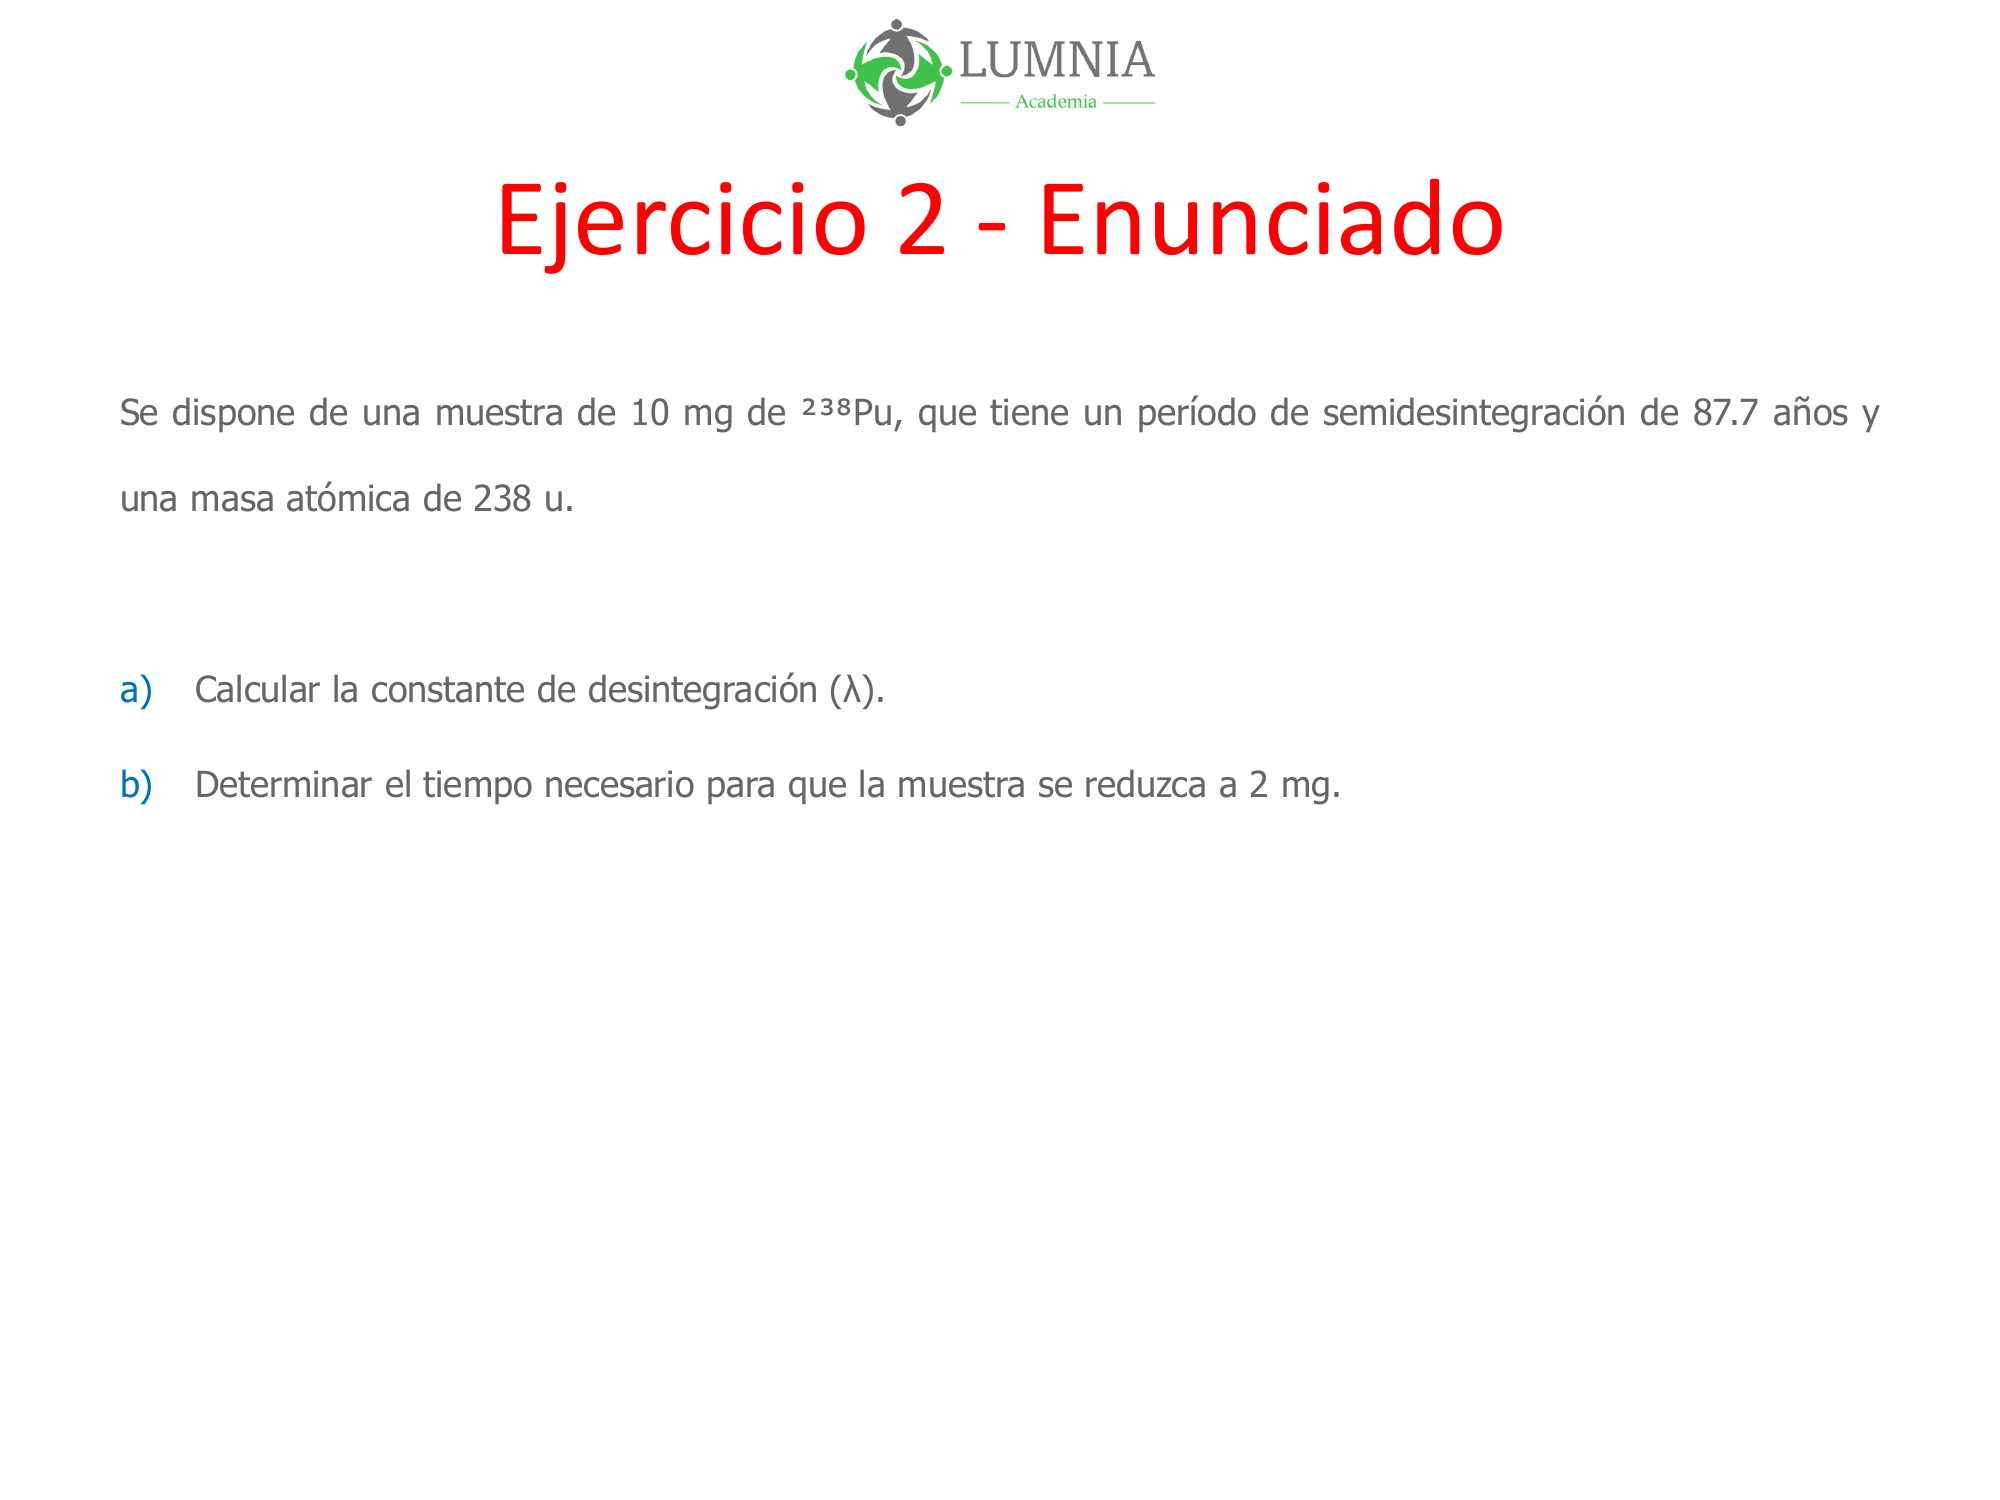 LUMNIA
Academia
Ejercicio 2 - Enunciado
Se dispone de una muestra de 10 mg de ²³⁸Pu, que tiene un período de semidesintegración de 87.7 años y
una masa atómica de 238 u.
a) Calcular la constante de desintegración (λ).
b) Determinar el tiempo necesario para que la muestra se reduzca a 2 mg.